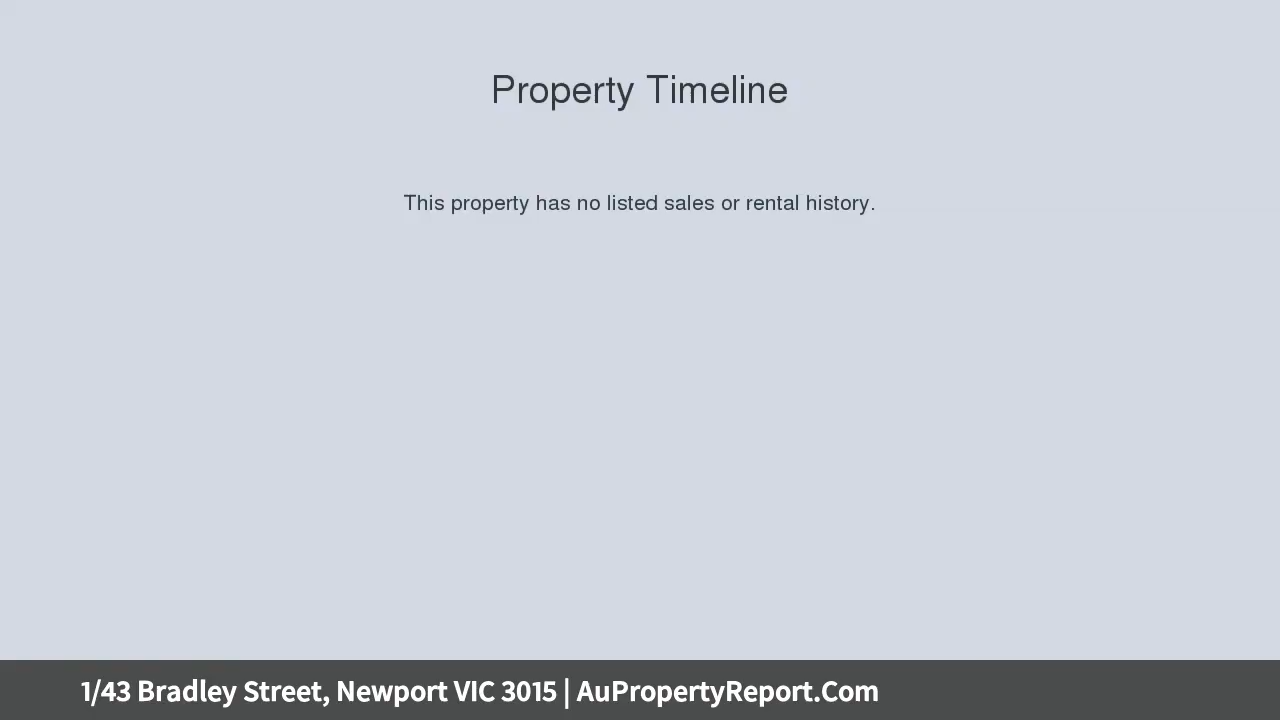 Property Timeline
This property has no listed sales or rental history.
1/43 Bradley Street, Newport VIC 3015 | AuPropertyReport.Com